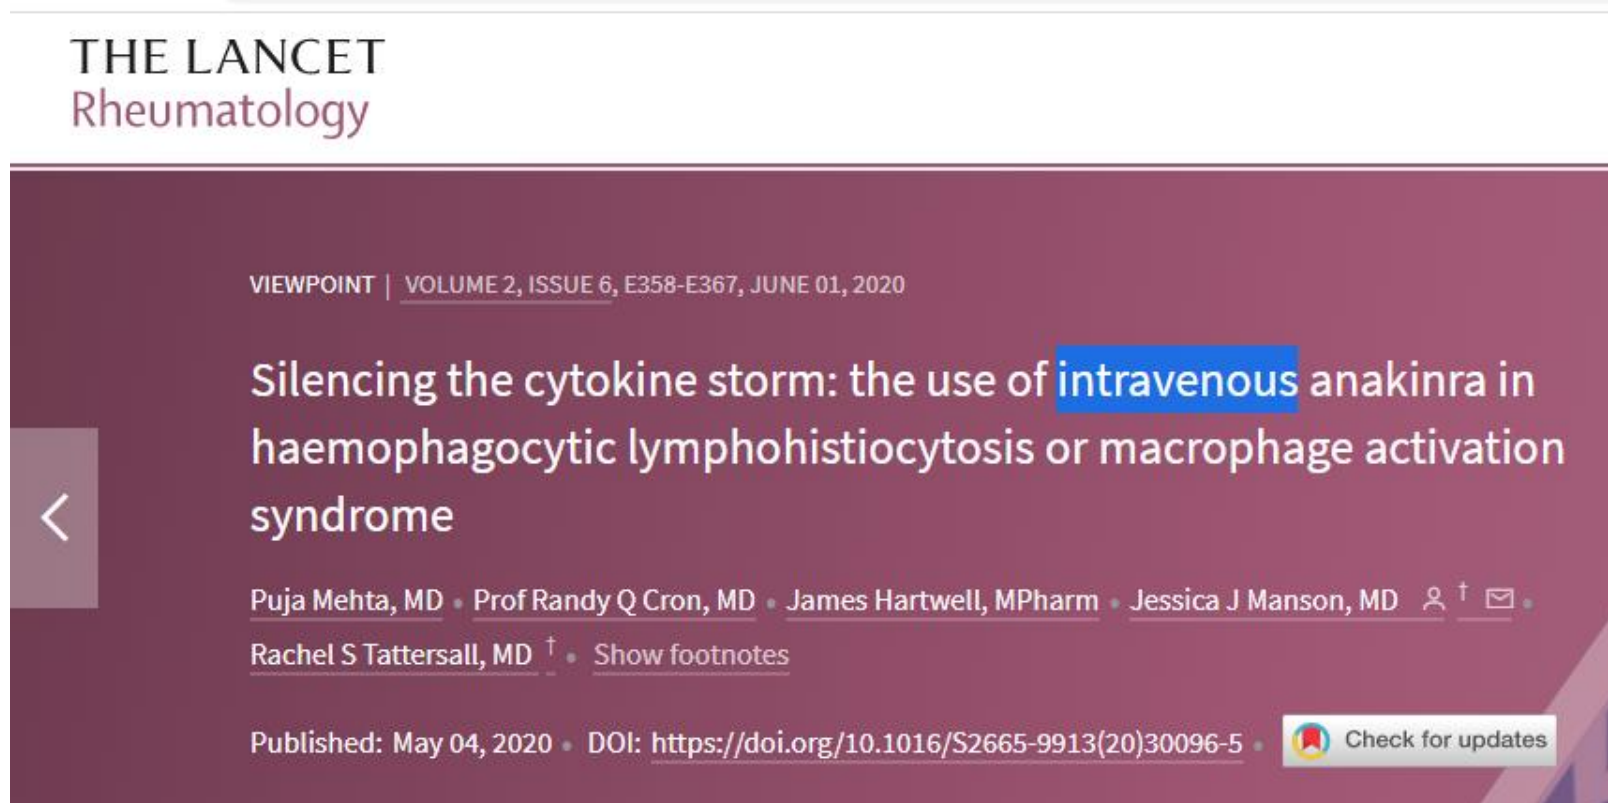 THE LANCET
Rheumatology
VIEWPOINT | VOLUME 2, ISSUE 6, E358-E367, JUNE 01, 2020
Silencing the cytokine storm: the use of intravenous anakinra in
haemophagocytic lymphohistiocytosis or macrophage activation
syndrome
Puja Mehta, MD • Prof Randy Q Cron, MD • James Hartwell, MPharm • Jessica J Manson, MD † •
Rachel S Tattersall, MD † • Show footnotes
Published: May 04, 2020 • DOI: https://doi.org/10.1016/S2665-9913(20)30096-5 • Check for updates